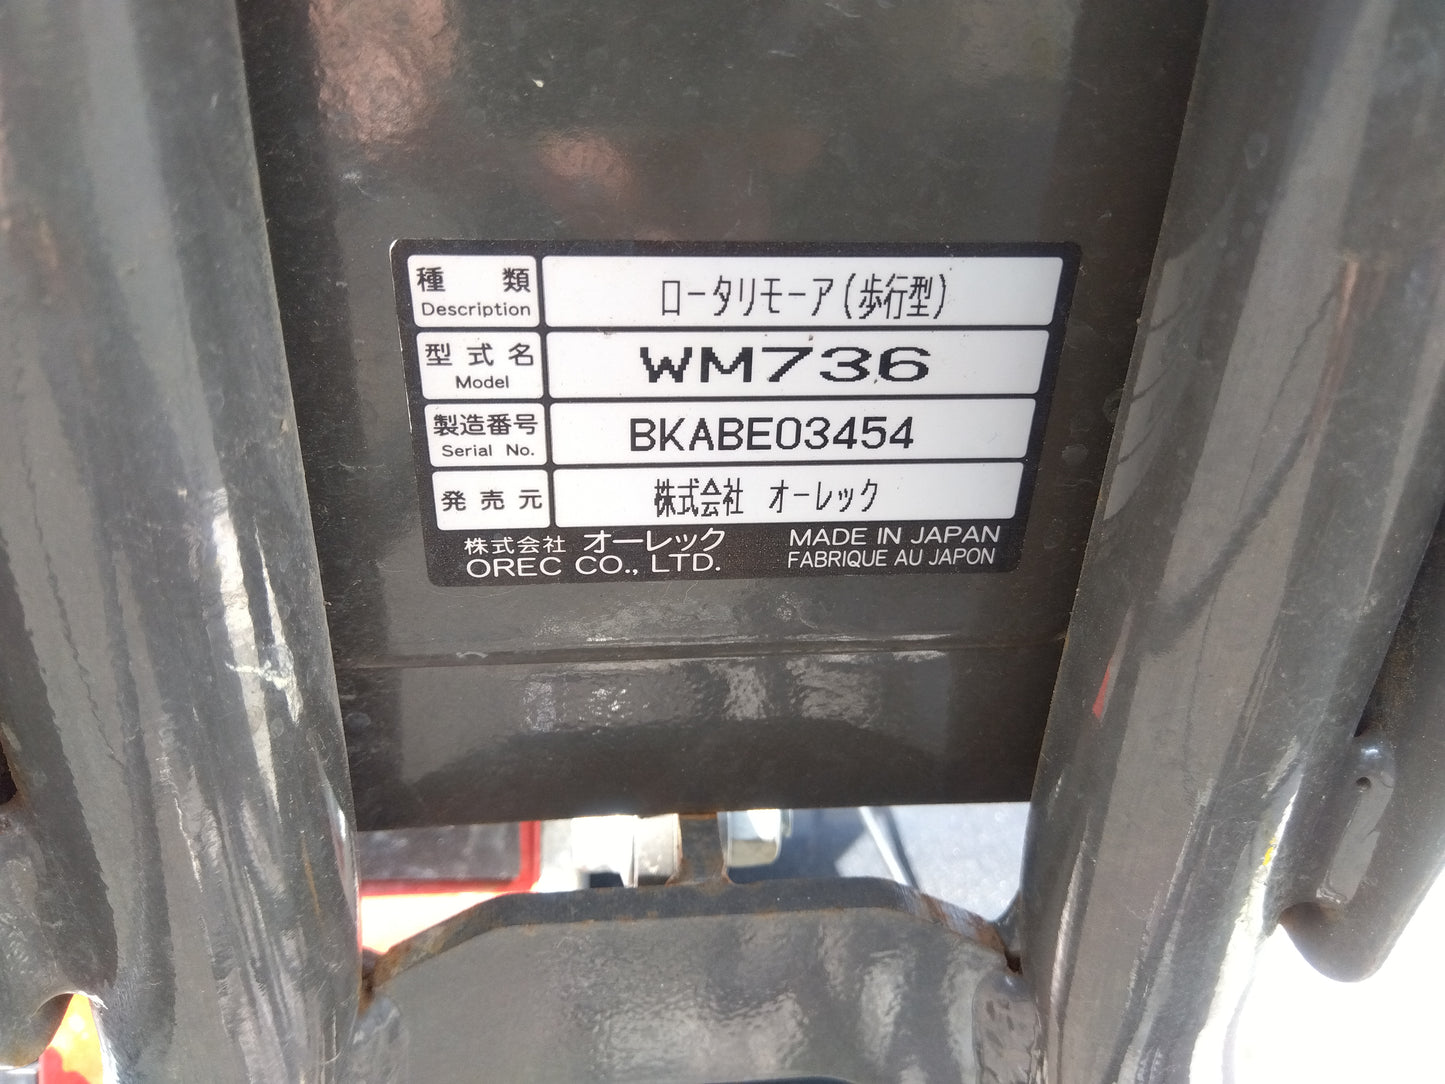 種類 ロータリモーア(歩行型)
Description
型式名 WM736
Model
製造番号 BKABE03454
Serial No.
発売元 株式会社 オーレック
株式会社 オーレック MADE IN JAPAN
OREC CO., LTD. FABRIQUE AU JAPON